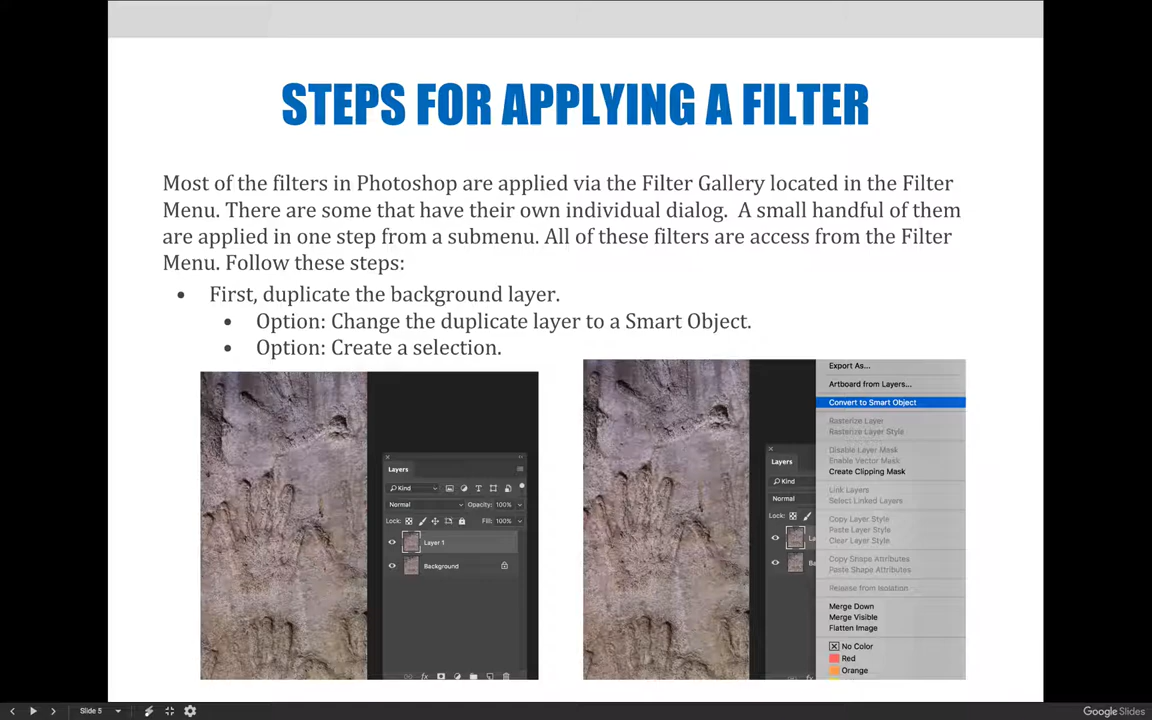 STEPS FOR APPLYING A FILTER
Most of the filters in Photoshop are applied via the Filter Gallery located in the Filter
Menu. There are some that have their own individual dialog.  A small handful of them
are applied in one step from a submenu. All of these filters are access from the Filter
Menu. Follow these steps:
• First, duplicate the background layer.
• Option: Change the duplicate layer to a Smart Object.
• Option: Create a selection.
Layers
Kind
Normal Opacity: 100%
Lock: Fill: 100%
Layer 1
Background
fx
Layers
Kind
Normal
Lock:
La
Ba
Export As...
Artboard from Layers...
Convert to Smart Object
Rasterize Layer
Rasterize Layer Style
Disable Layer Mask
Enable Vector Mask
Create Clipping Mask
Link Layers
Select Linked Layers
Copy Layer Style
Paste Layer Style
Clear Layer Style
Copy Shape Attributes
Paste Shape Attributes
Release from Isolation
Merge Down
Merge Visible
Flatten Image
No Color
Red
Orange
Slide 5
Google Slides